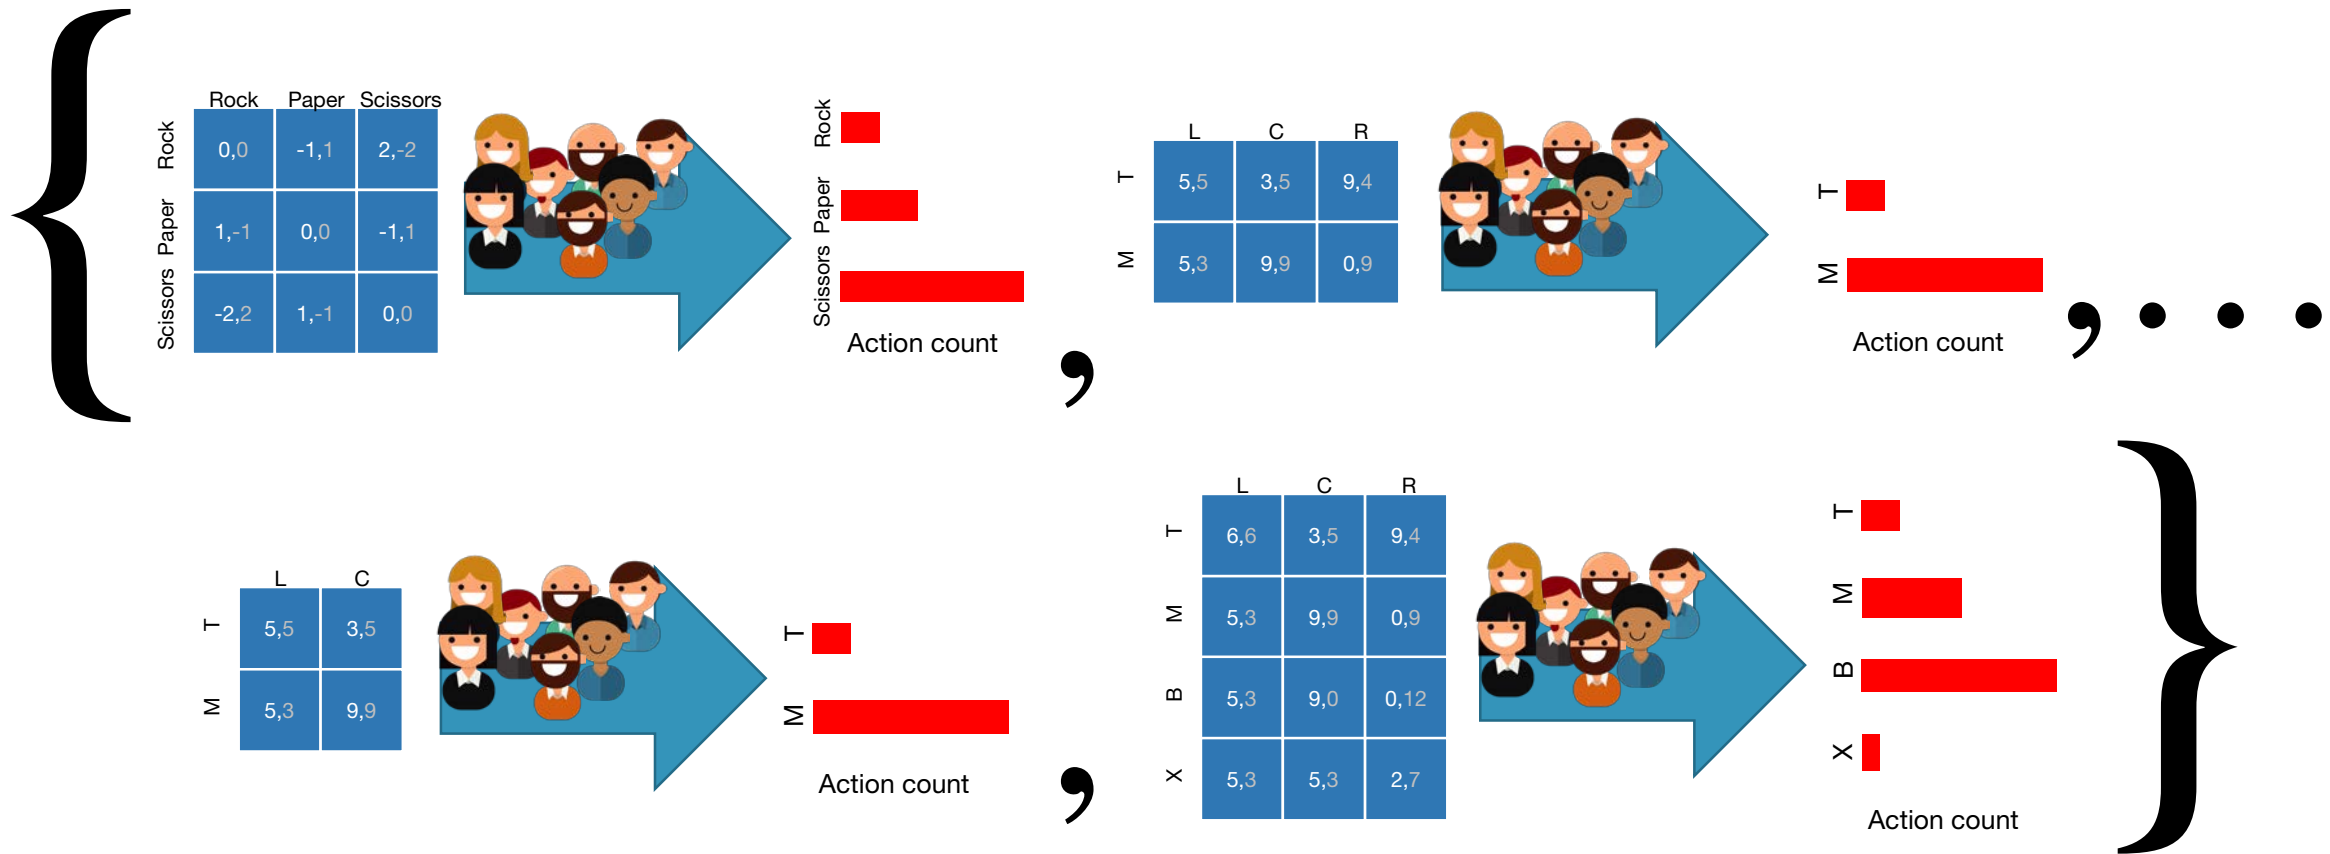 {
Rock Paper Scissors
Rock 0,0 -1,1 2,-2
Paper 1,-1 0,0 -1,1
Scissors -2,2 1,-1 0,0
Rock
Paper
Scissors
Action count
,
L C R
T 5,5 3,5 9,4
M 5,3 9,9 0,9
T
M
Action count
, • • •
L C
T 5,5 3,5
M 5,3 9,9
T
M
Action count
,
L C R
T 6,6 3,5 9,4
M 5,3 9,9 0,9
B 5,3 9,0 0,12
X 5,3 5,3 2,7
T
M
B
X
Action count
}